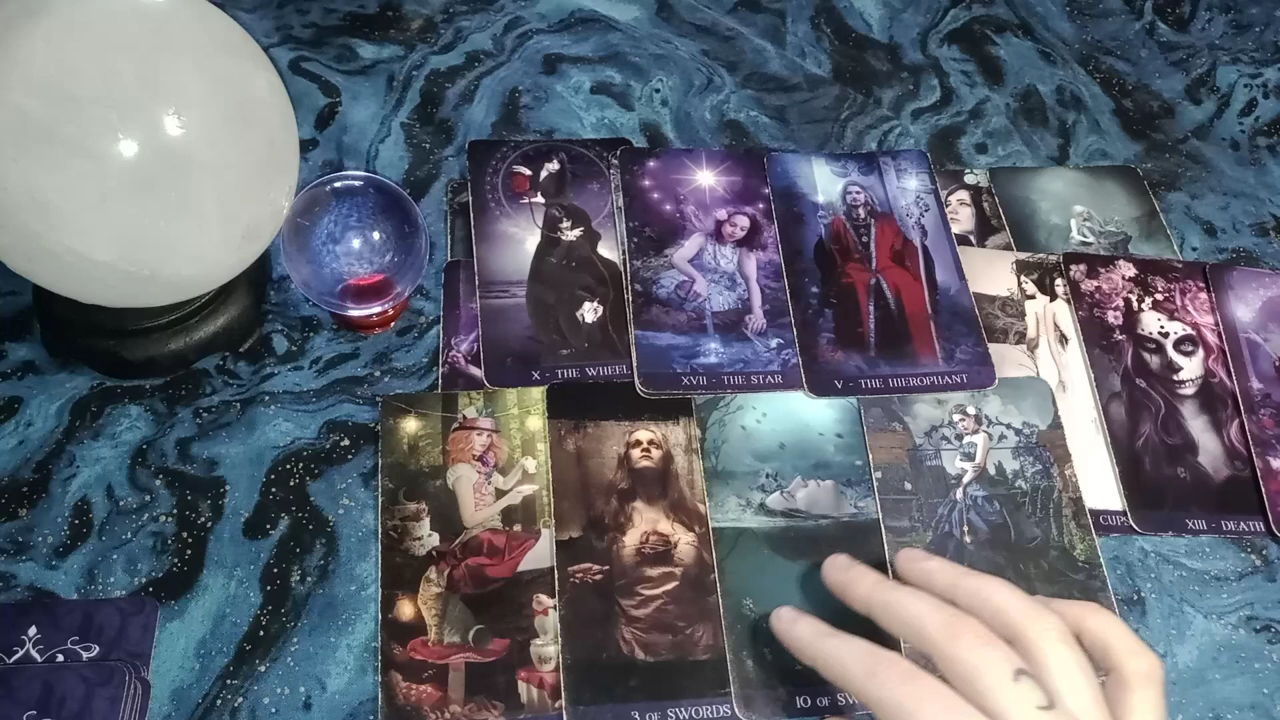 X - THE WHEEL
XVII - THE STAR
V - THE HIEROPHANT
CUPS
XIII - DEATH
3 OF SWORDS
10 OF SW